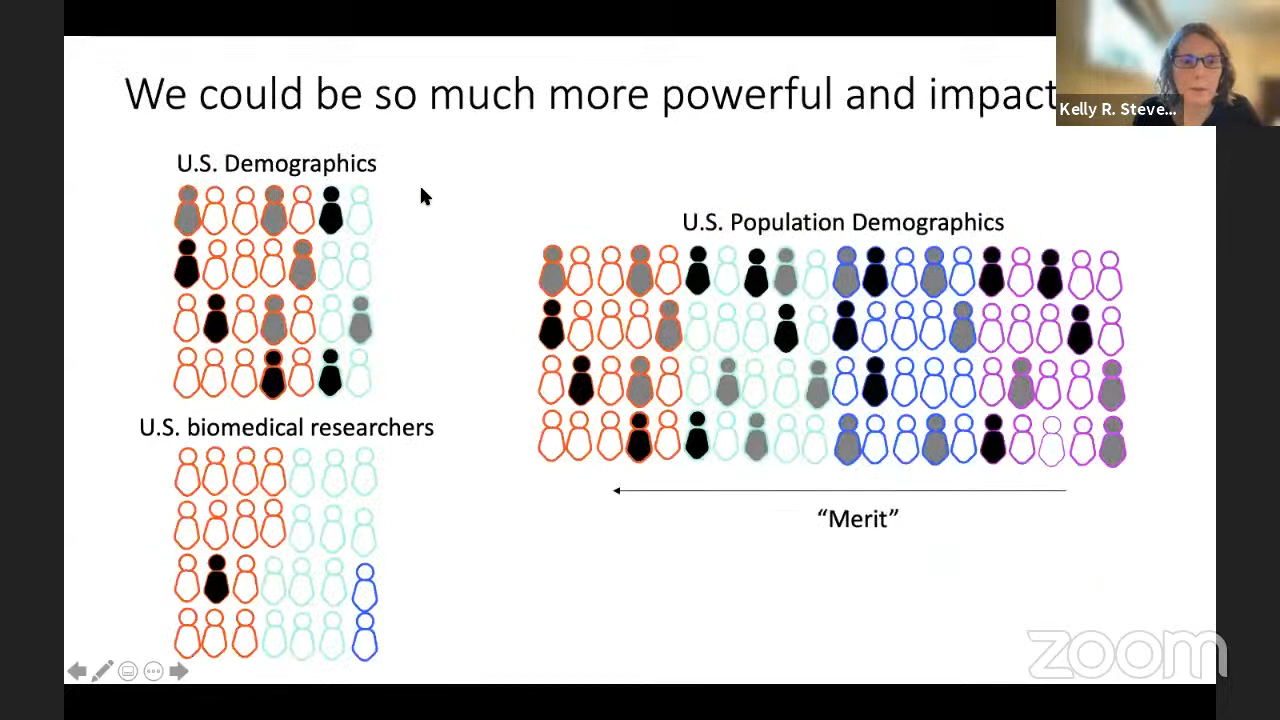 We could be so much more powerful and impact
Kelly R. Steve...
U.S. Demographics
U.S. Population Demographics
U.S. biomedical researchers
“Merit”
zoom